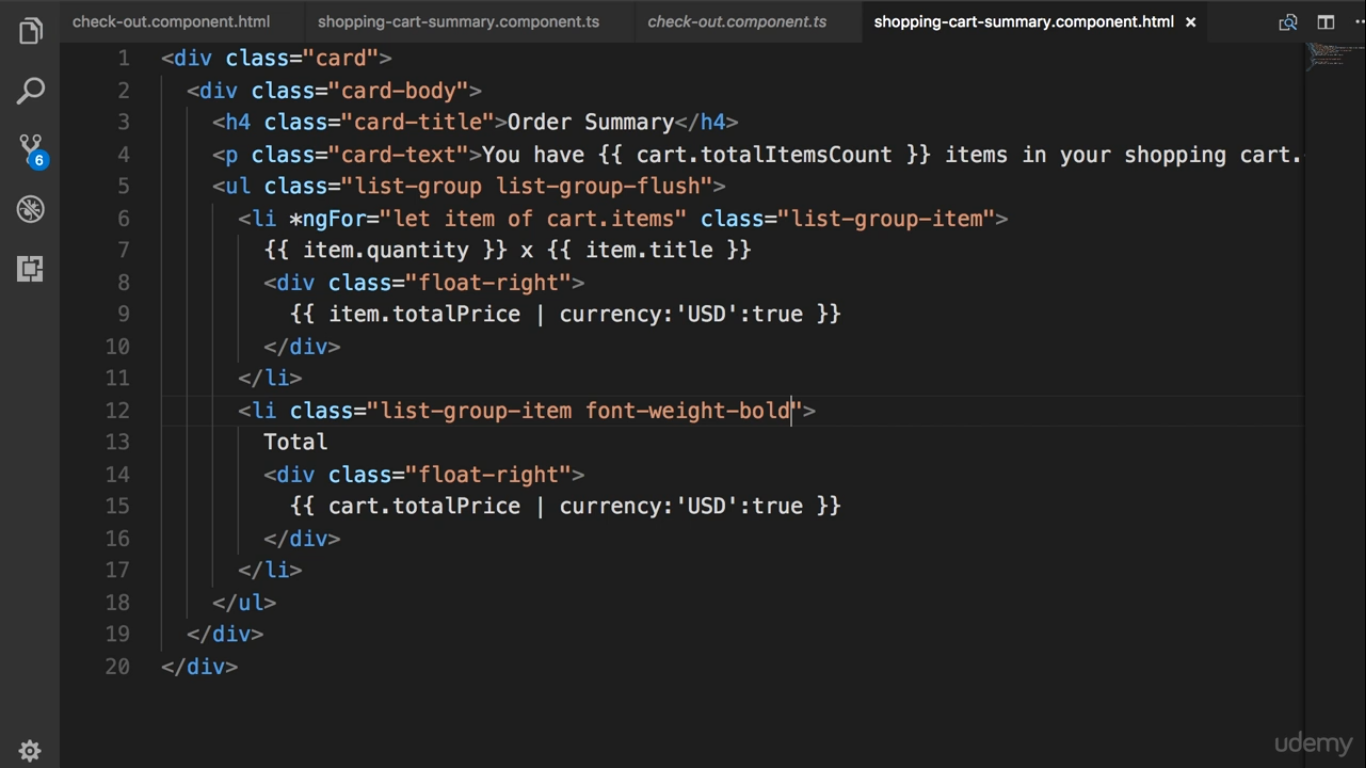 check-out.component.html shopping-cart-summary.component.ts check-out.component.ts shopping-cart-summary.component.html ×
1 <div class="card">
2 <div class="card-body">
3 <h4 class="card-title">Order Summary</h4>
4 <p class="card-text">You have {{ cart.totalItemsCount }} items in your shopping cart.
5 <ul class="list-group list-group-flush">
6 <li *ngFor="let item of cart.items" class="list-group-item">
7 {{ item.quantity }} x {{ item.title }}
8 <div class="float-right">
9 {{ item.totalPrice | currency:'USD':true }}
10 </div>
11 </li>
12 <li class="list-group-item font-weight-bold">
13 Total
14 <div class="float-right">
15 {{ cart.totalPrice | currency:'USD':true }}
16 </div>
17 </li>
18 </ul>
19 </div>
20 </div>
6
udemy